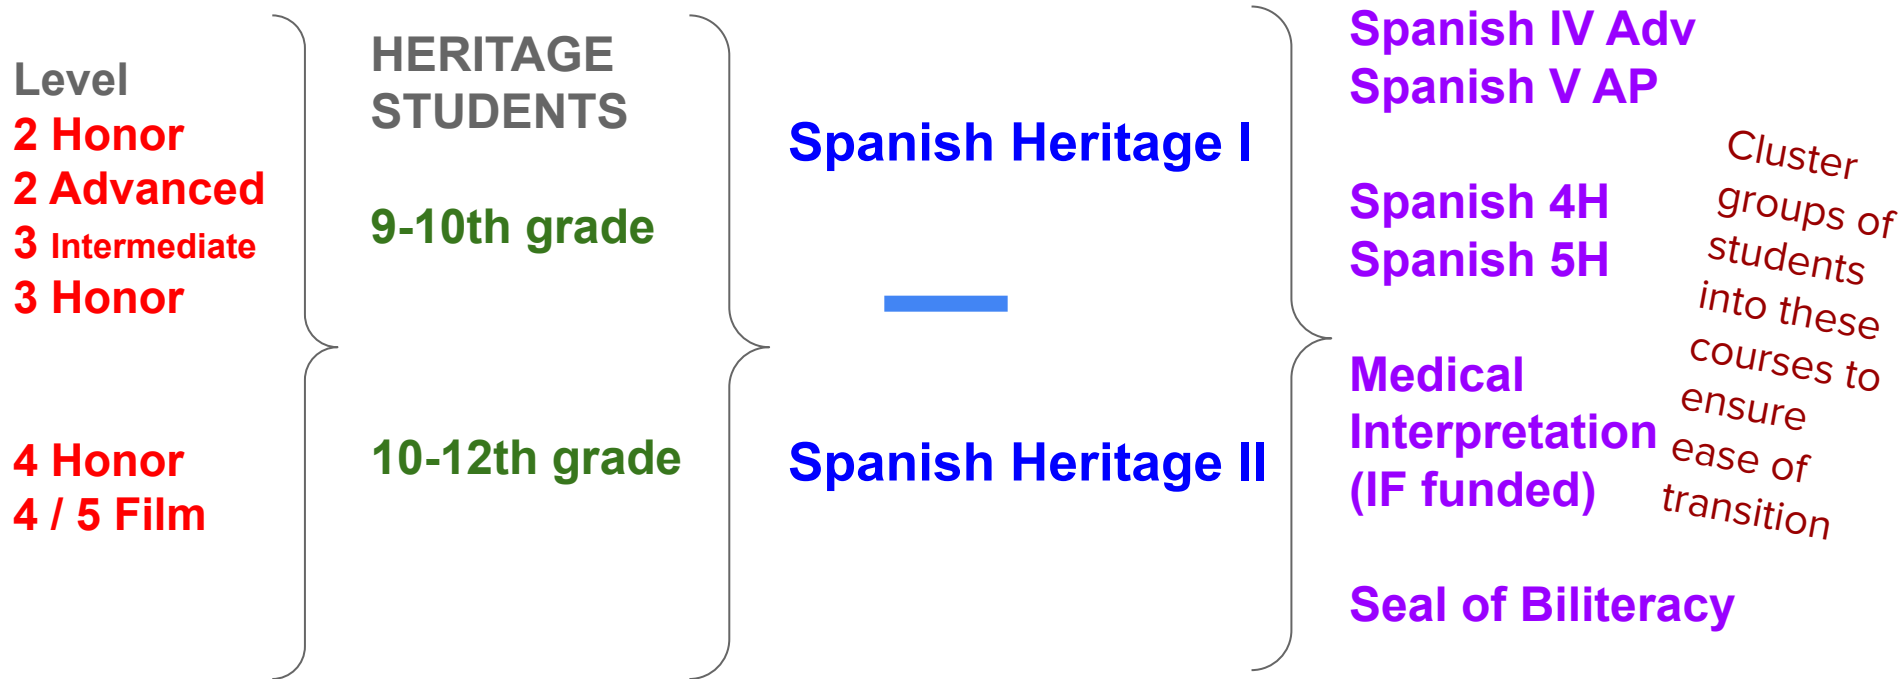 Level
2 Honor
2 Advanced
3 Intermediate
3 Honor
4 Honor
4 / 5 Film
HERITAGE
STUDENTS
9-10th grade
10-12th grade
Spanish Heritage I
Spanish Heritage II
Spanish IV Adv
Spanish V AP
Spanish 4H
Spanish 5H
Medical
Interpretation
(IF funded)
Seal of Biliteracy
Cluster
groups of
students
into these
courses to
ensure
ease of
transition